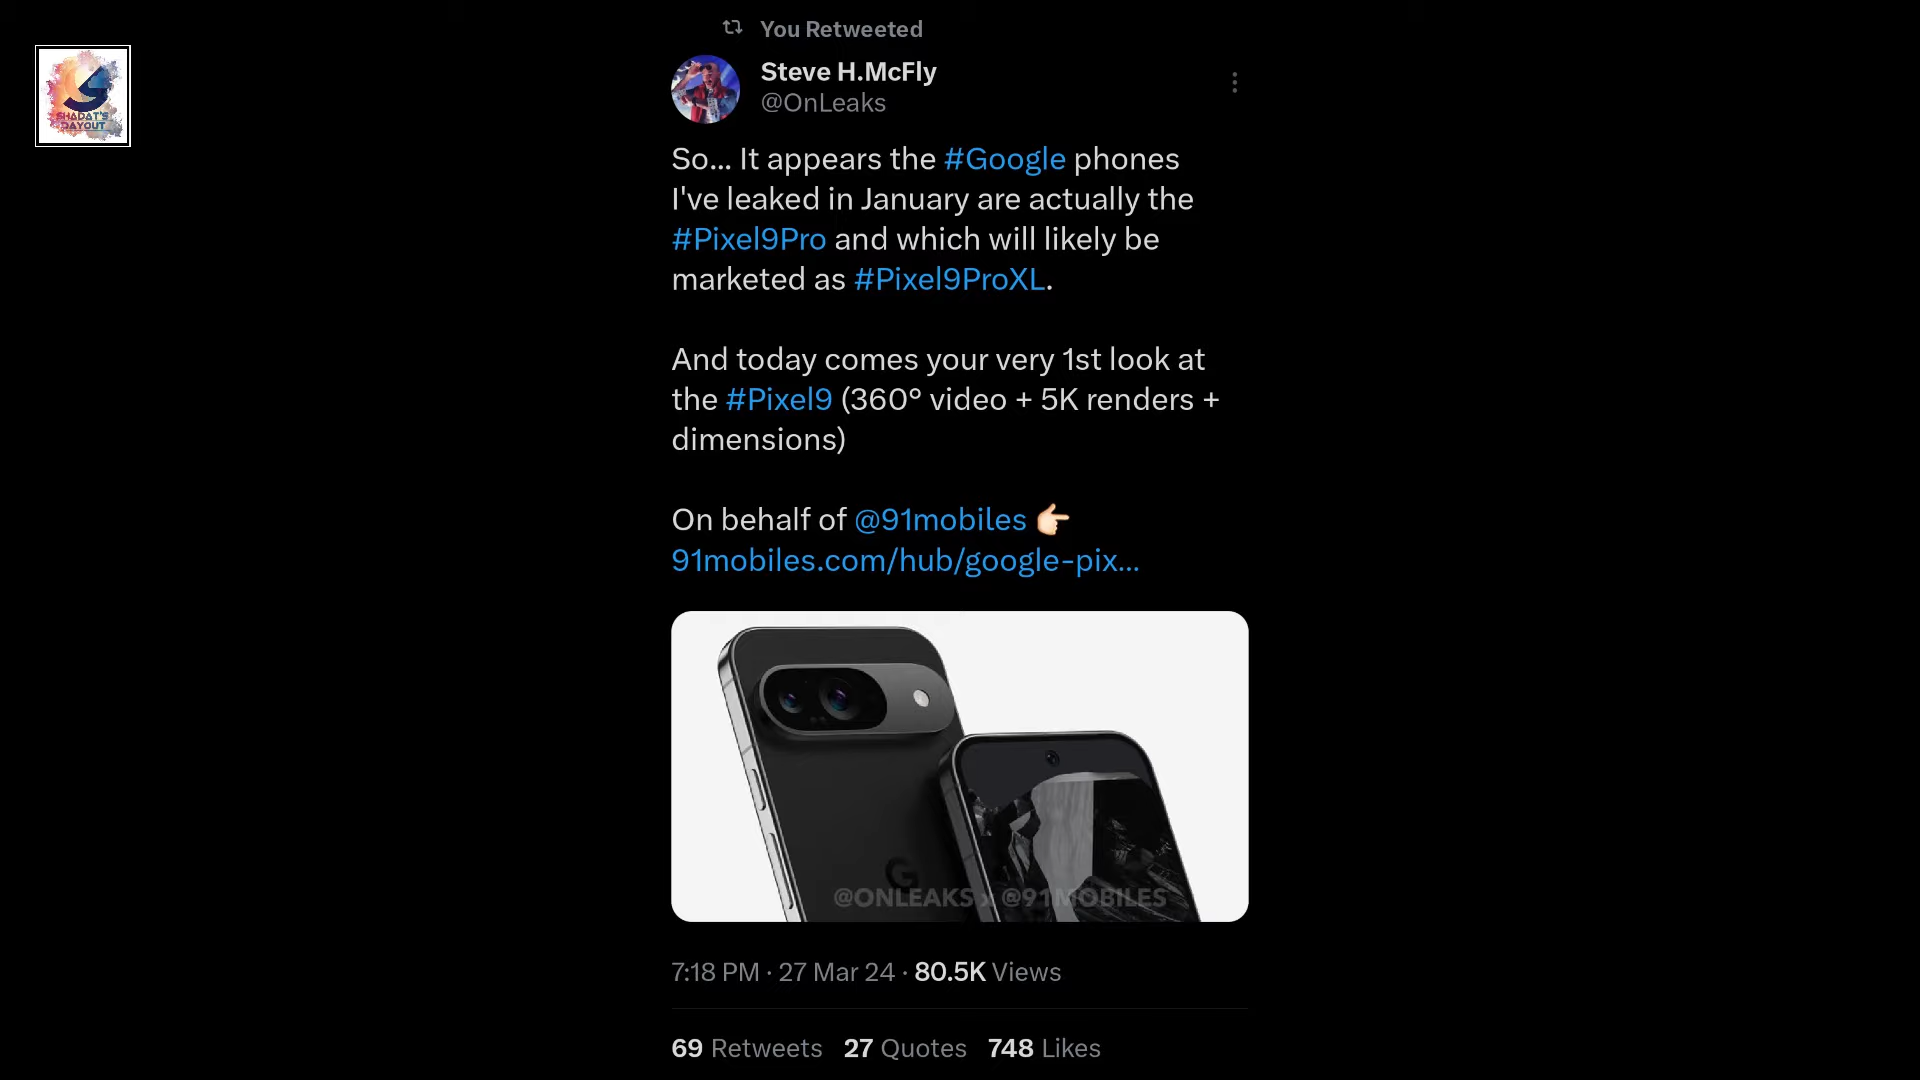 You Retweeted
SHADAT'S
DAYOUT
Steve H.McFly
@OnLeaks
So... It appears the #Google phones
I've leaked in January are actually the
#Pixel9Pro and which will likely be
marketed as #Pixel9ProXL.
And today comes your very 1st look at
the #Pixel9 (360° video + 5K renders +
dimensions)
On behalf of @91mobiles 👉🏻
91mobiles.com/hub/google-pix...
G
@ONLEAKS x @91MOBILES
7:18 PM · 27 Mar 24 · 80.5K Views
69 Retweets 27 Quotes 748 Likes